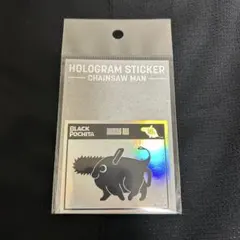 HOLOGRAM STICKER
CHAINSAW MAN
BLACK
POCHITA